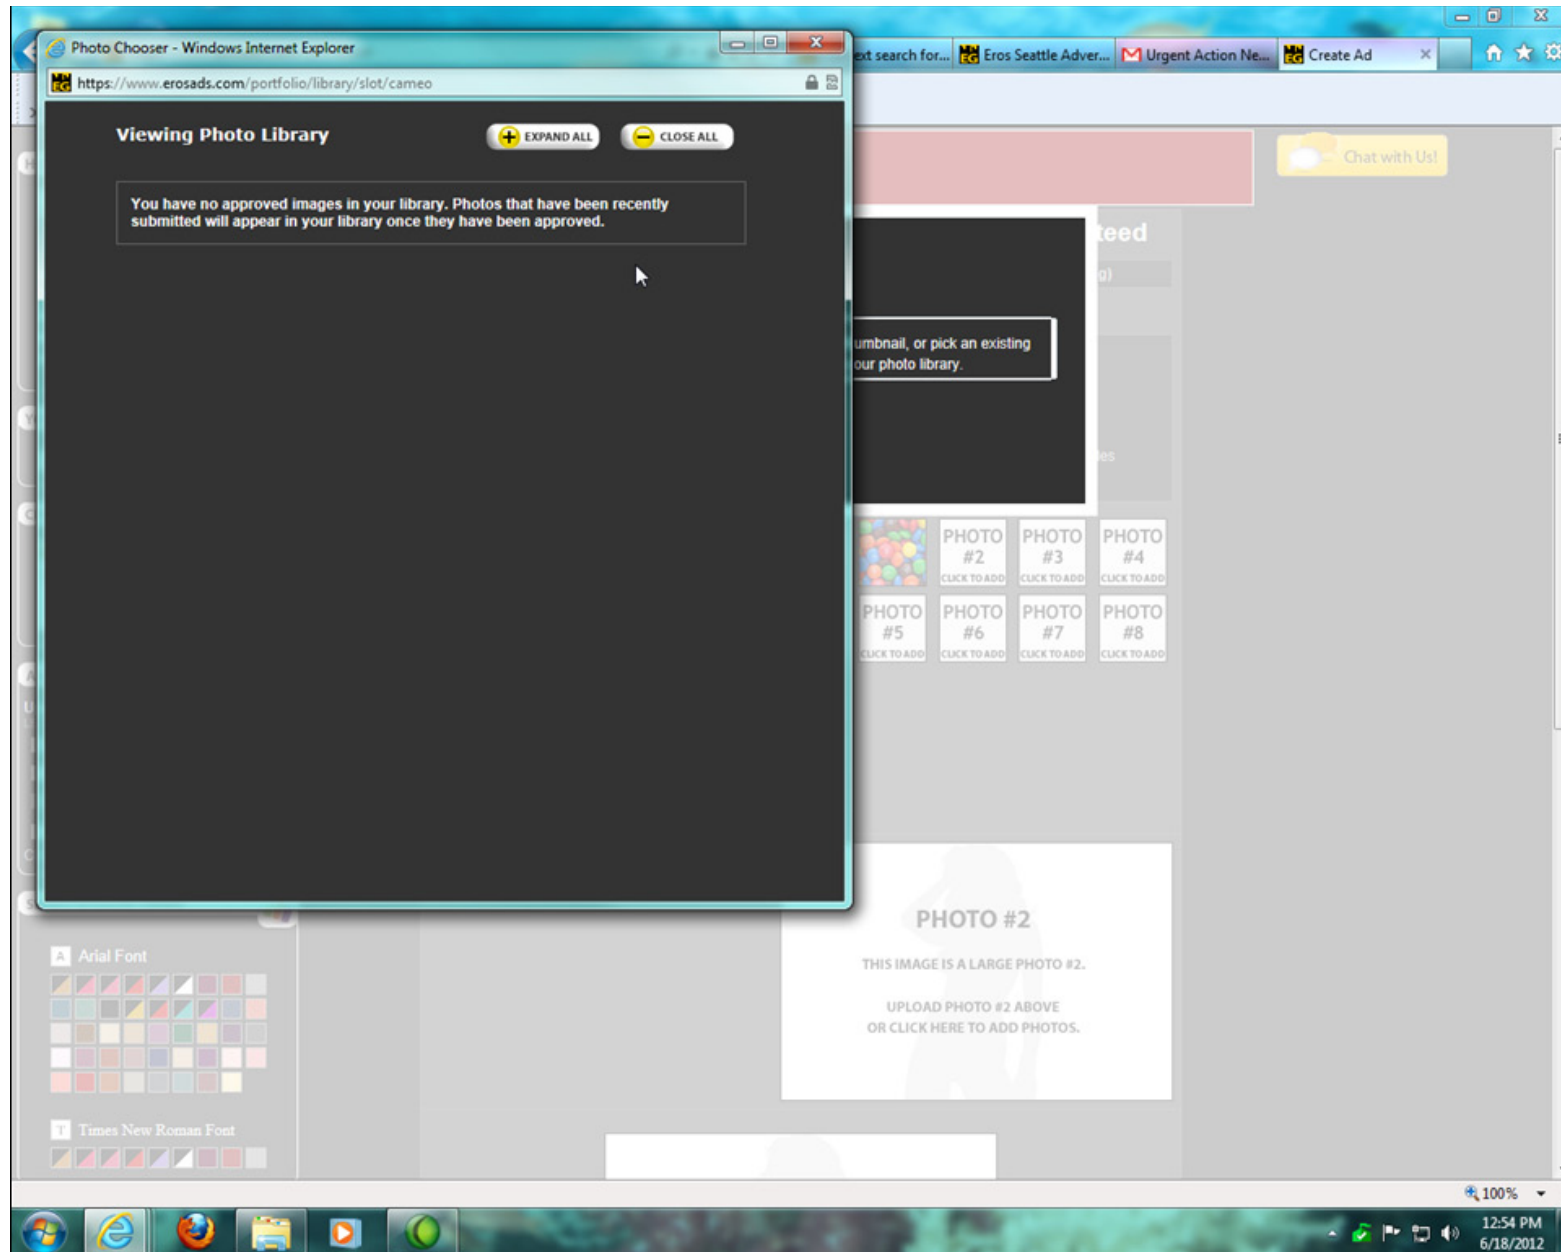 Photo Chooser - Windows Internet Explorer
https://www.erosads.com/portfolio/library/slot/cameo
ext search for...
Eros Seattle Adver...
Urgent Action Ne...
Create Ad
Viewing Photo Library
EXPAND ALL
CLOSE ALL
You have no approved images in your library. Photos that have been recently
submitted will appear in your library once they have been approved.
Chat with Us!
teed
g)
umbnail, or pick an existing
our photo library.
les
PHOTO
#2
CLICK TO ADD
PHOTO
#3
CLICK TO ADD
PHOTO
#4
CLICK TO ADD
PHOTO
#5
CLICK TO ADD
PHOTO
#6
CLICK TO ADD
PHOTO
#7
CLICK TO ADD
PHOTO
#8
CLICK TO ADD
PHOTO #2
THIS IMAGE IS A LARGE PHOTO #2.
UPLOAD PHOTO #2 ABOVE
OR CLICK HERE TO ADD PHOTOS.
A Arial Font
T Times New Roman Font
100%
12:54 PM
6/18/2012